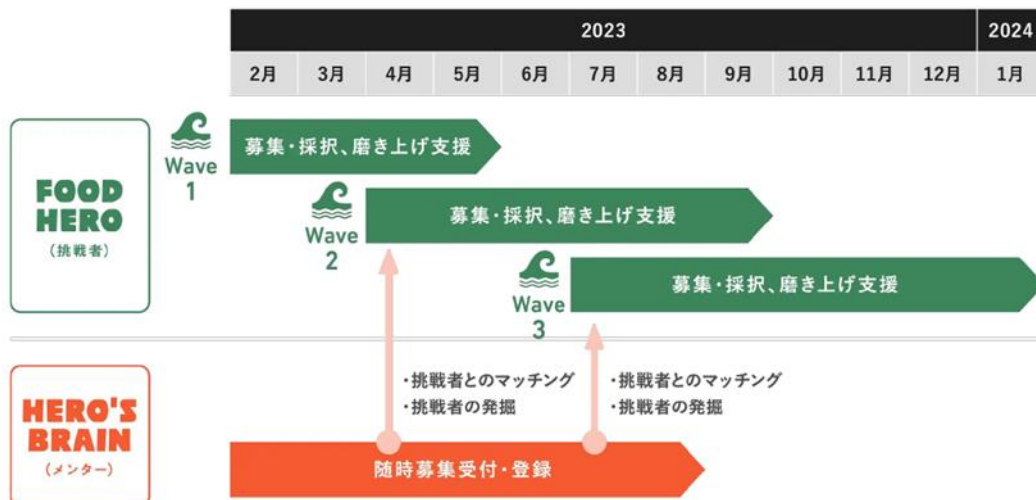 2023
2024
2月
3月
4月
5月
6月
7月
8月
9月
10月
11月
12月
1月
FOOD
HERO
(挑戦者)
Wave
1
募集・採択、磨き上げ支援
Wave
2
募集・採択、磨き上げ支援
Wave
3
募集・採択、磨き上げ支援
HERO'S
BRAIN
(メンター)
・挑戦者とのマッチング
・挑戦者の発掘
・挑戦者とのマッチング
・挑戦者の発掘
随時募集受付・登録